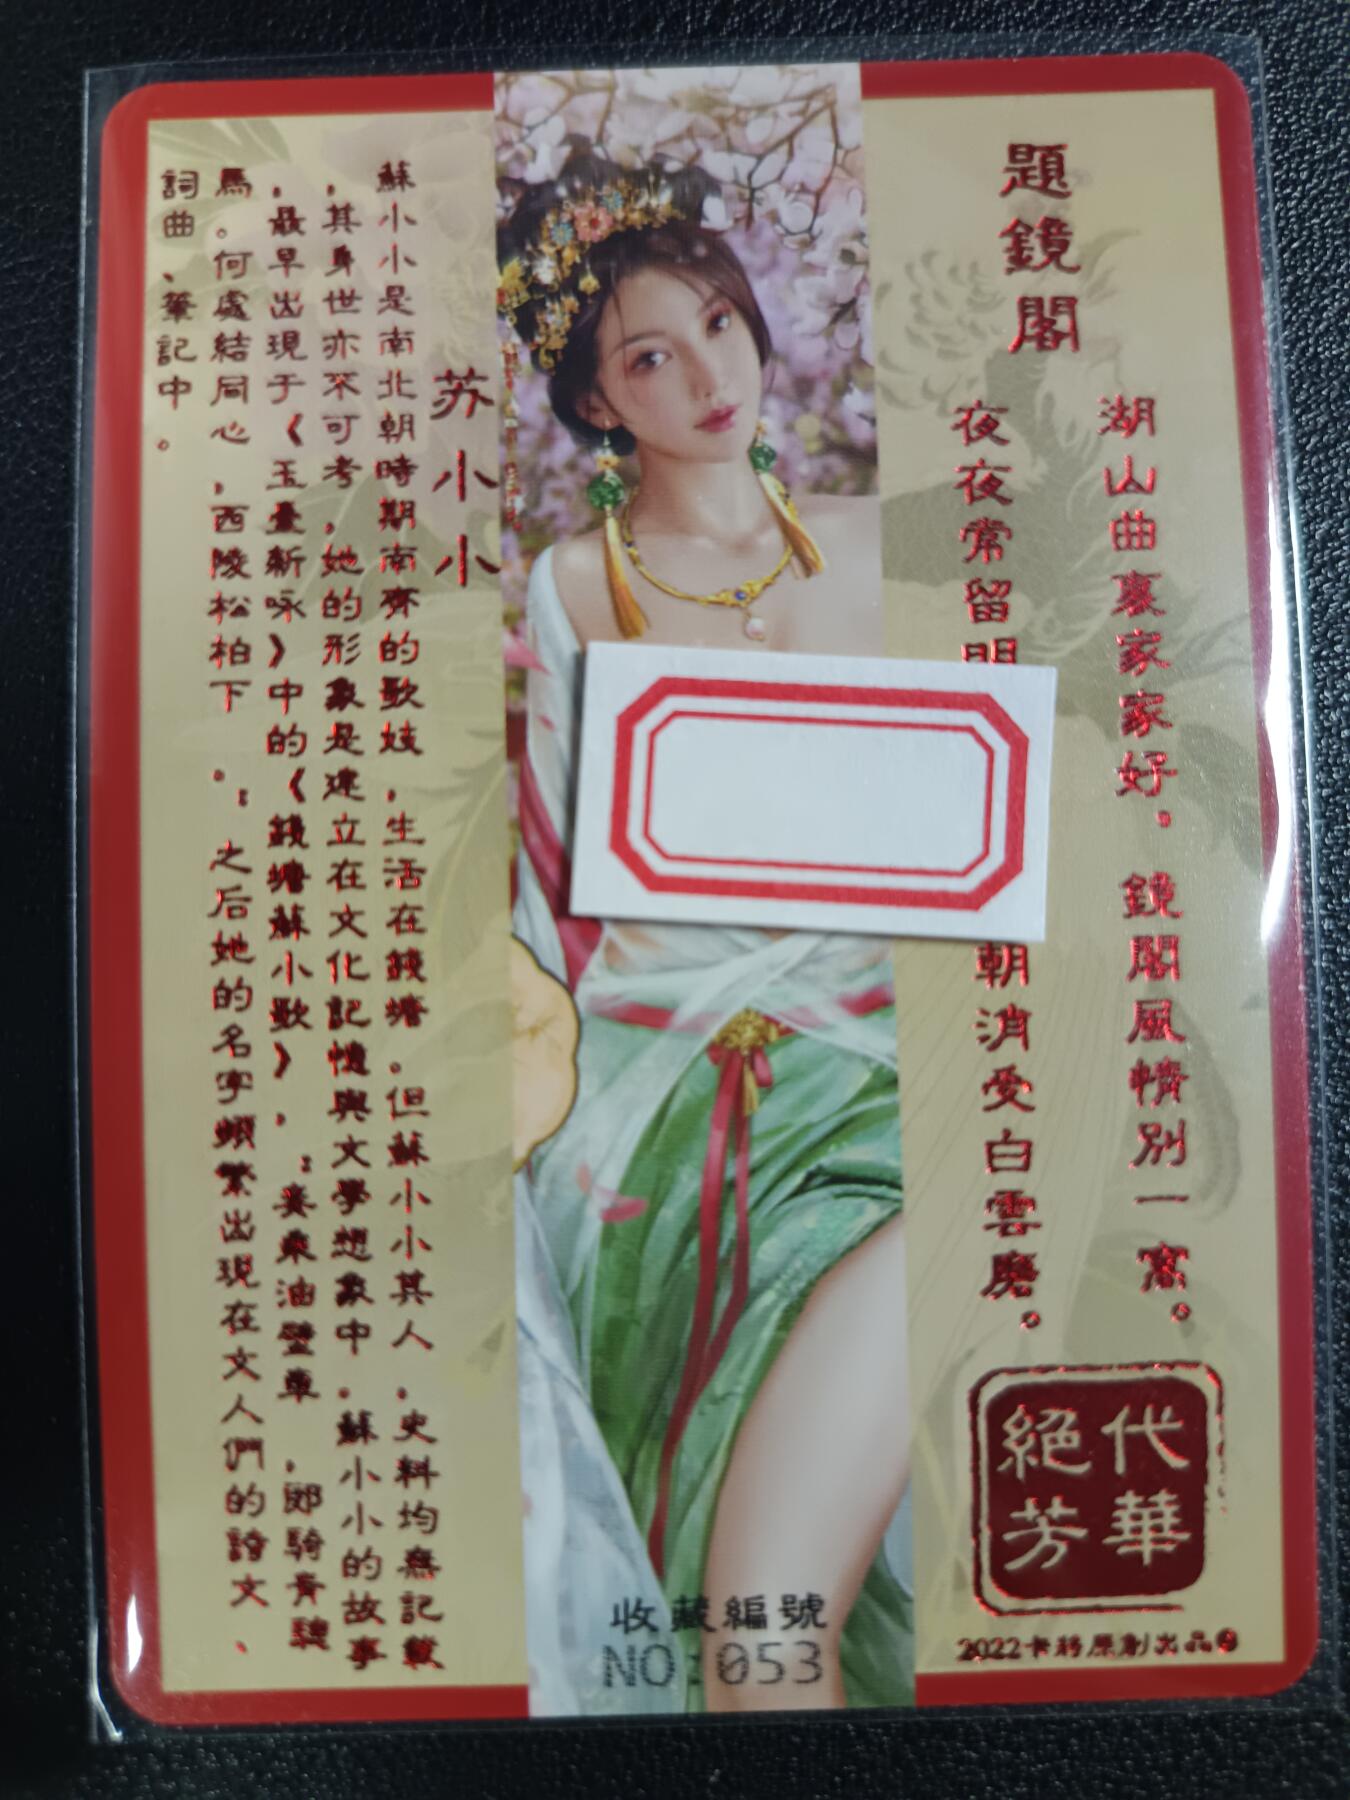 題鏡閣
湖山曲裏家家好。鏡閣風情別一窩。
夜夜常留
朝消受白雲磨。
代華
絕芳
2022卡將原創出品
收藏編號
NO:053
苏小小
蘇小小是南北朝時期南齊的歌妓,生活在錢塘。但蘇小小其人,史料均無記載
,其身世亦不可考,她的形象是建立在文化記憶與文學想象中.蘇小小的故事
,最早出現于《玉臺新咏》中的《錢塘蘇小歌》,:妾乘油壁車,郎騎青驄
馬。何處結同心,西陵松柏下。:之后她的名字頻繁出現在文人們的詩文、
詞曲、筆記中。